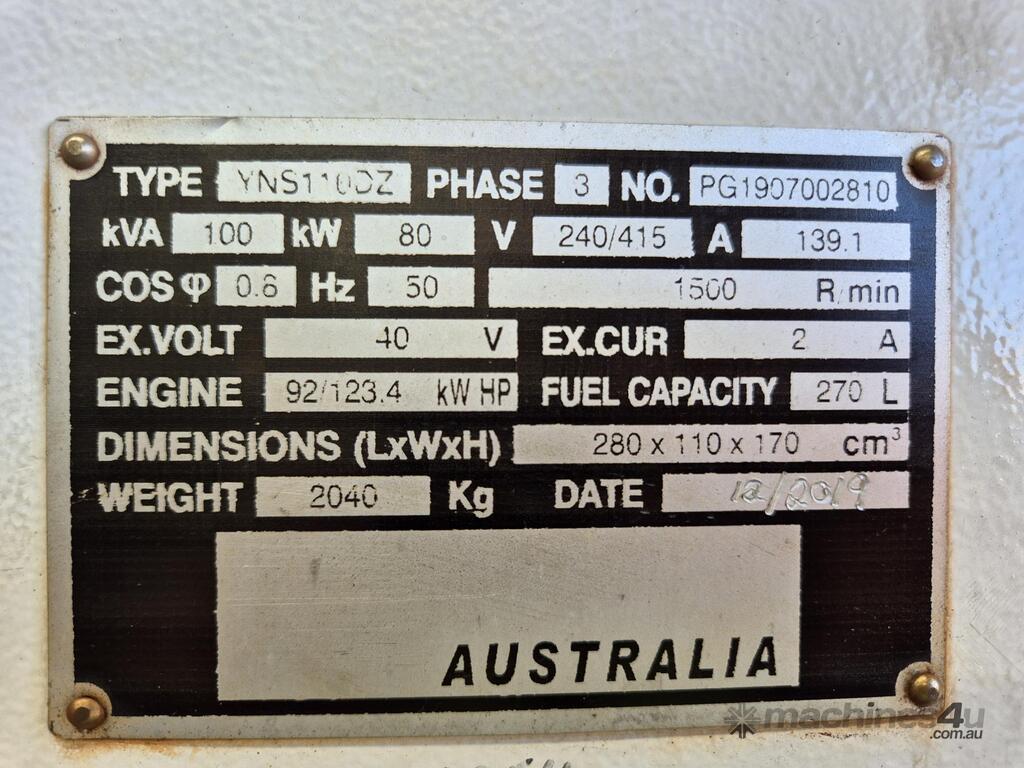 TYPE YNS110DZ PHASE 3 NO. PG1907002810
kVA 100 kW 80 V 240/415 A 139.1
COS φ 0.8 Hz 50 1500 R/min
EX.VOLT 40 V EX.CUR 2 A
ENGINE 92/123.4 kW HP FUEL CAPACITY 270 L
DIMENSIONS (LxWxH) 280 x 110 x 170 cm³
WEIGHT 2040 Kg DATE 12/2019
AUSTRALIA
machines4u
.com.au